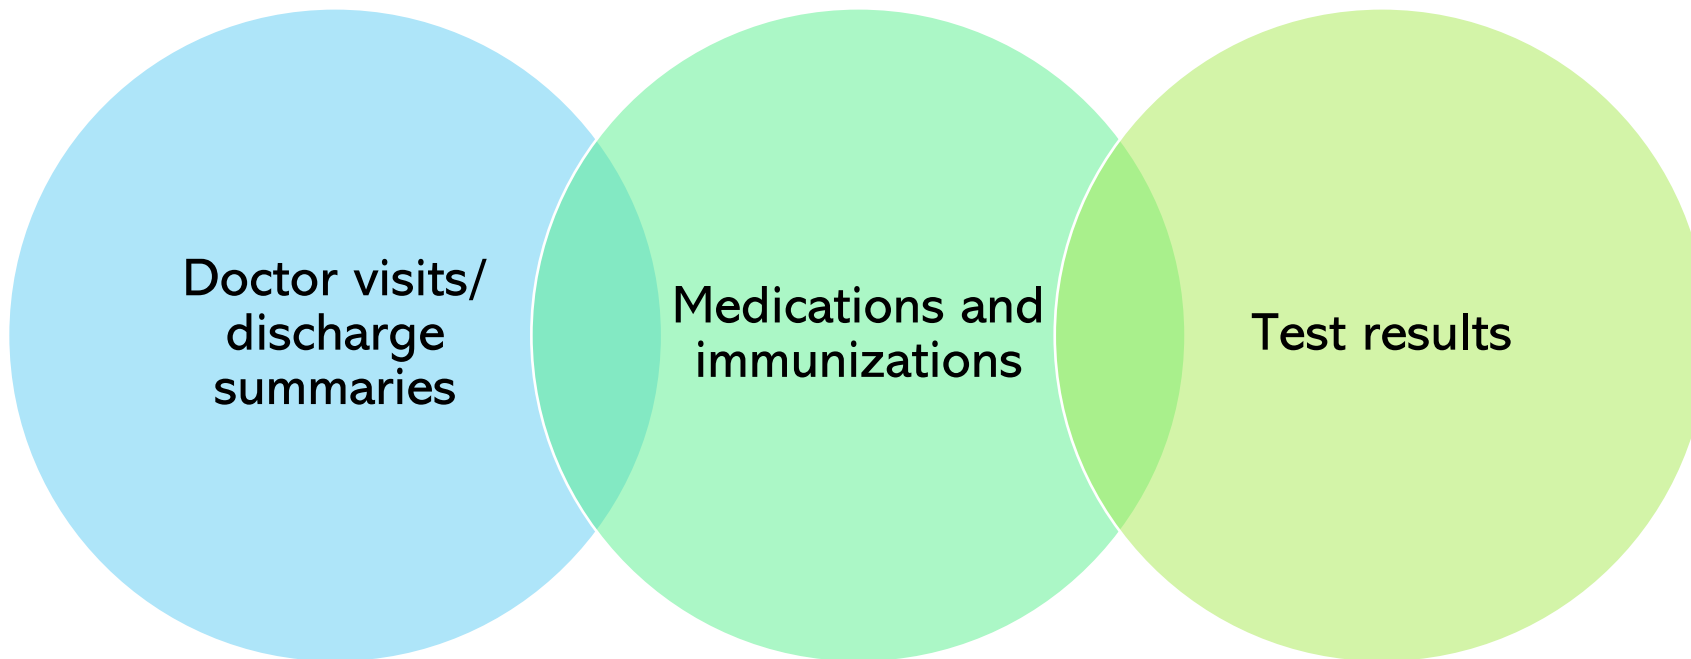 Doctor visits/
discharge
summaries
Medications and
immunizations
Test results